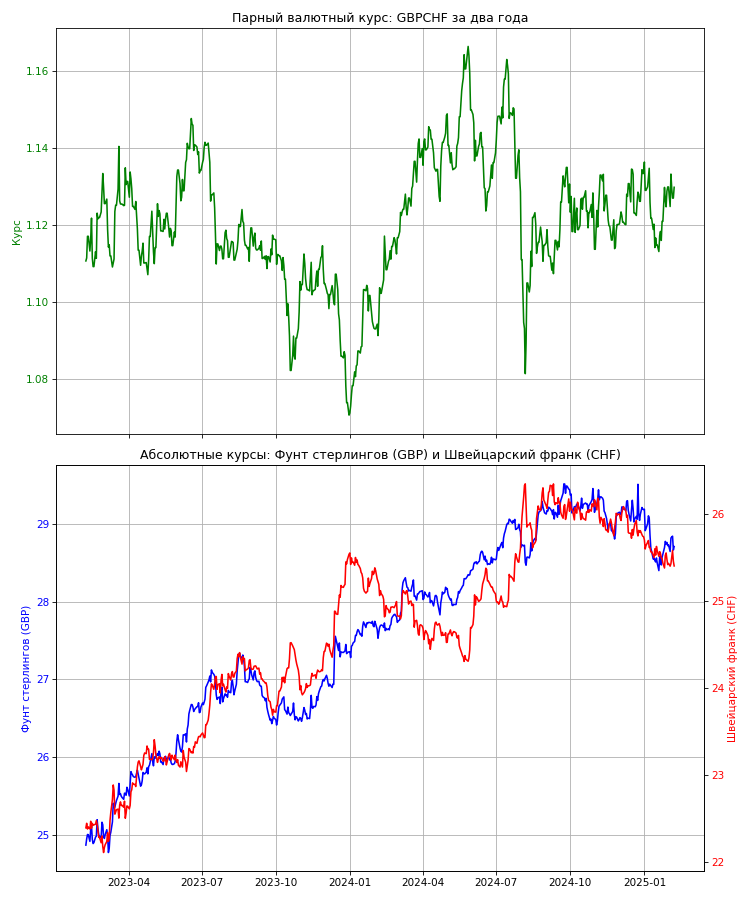 Парный валютный курс: GBPCHF за два года
1.16
1.14
1.12
1.10
1.08
Курс
Абсолютные курсы: Фунт стерлингов (GBP) и Швейцарский франк (CHF)
29
28
27
26
25
Фунт стерлингов (GBP)
26
25
24
23
22
Швейцарский франк (CHF)
2023-04 2023-07 2023-10 2024-01 2024-04 2024-07 2024-10 2025-01